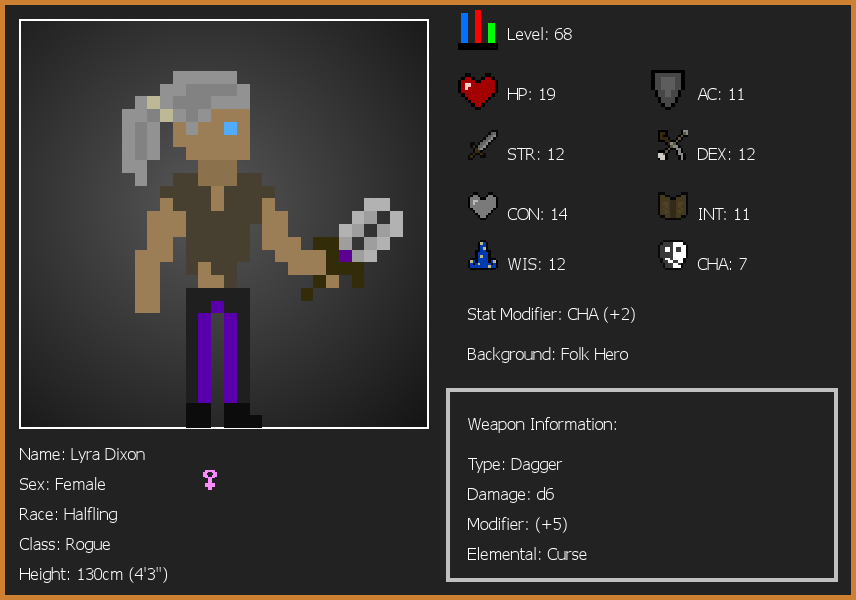 Level: 68
HP: 19
AC: 11
STR: 12
DEX: 12
CON: 14
INT: 11
WIS: 12
CHA: 7
Stat Modifier: CHA (+2)
Background: Folk Hero
Weapon Information:
Type: Dagger
Damage: d6
Modifier: (+5)
Elemental: Curse
Name: Lyra Dixon
Sex: Female
Race: Halfling
Class: Rogue
Height: 130cm (4'3")